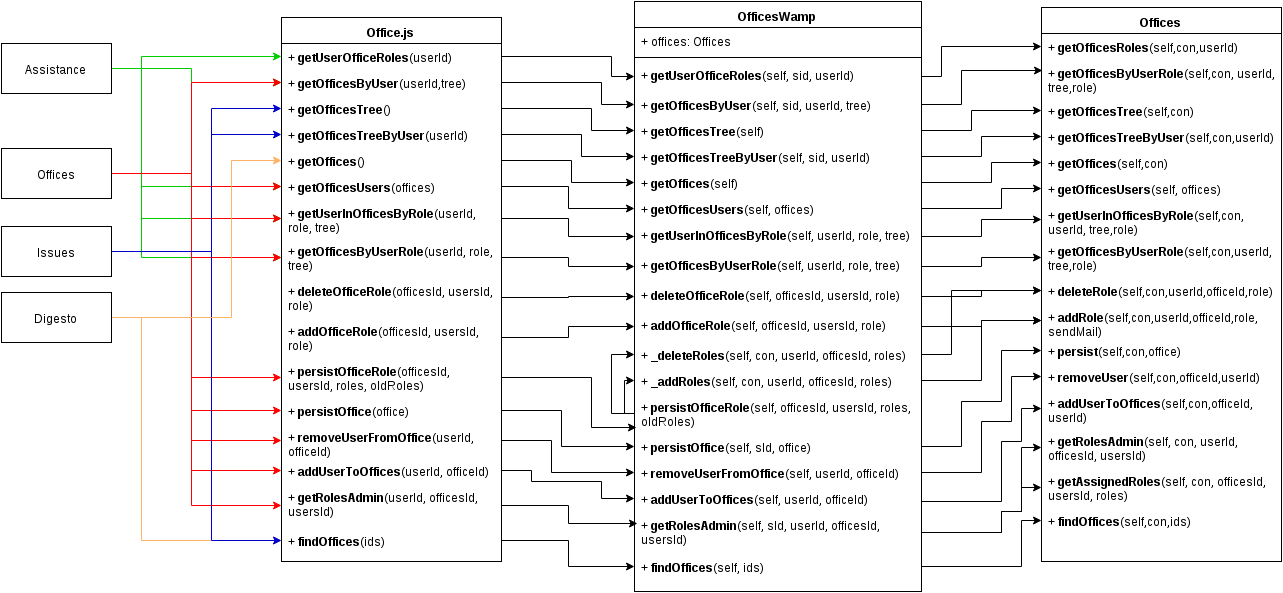 Assistance
Offices
Issues
Digesto
Office.js
+ getUserOfficeRoles(userId)
+ getOfficesByUser(userId,tree)
+ getOfficesTree()
+ getOfficesTreeByUser(userId)
+ getOffices()
+ getOfficesUsers(offices)
+ getUserInOfficesByRole(userId,
role, tree)
+ getOfficesByUserRole(userId, role,
tree)
+ deleteOfficeRole(officesId, usersId,
role)
+ addOfficeRole(officesId, usersId,
role)
+ persistOfficeRole(officesId,
usersId, roles, oldRoles)
+ persistOffice(office)
+ removeUserFromOffice(userId,
officeId)
+ addUserToOffices(userId, officeId)
+ getRolesAdmin(userId, officesId,
usersId)
+ findOffices(ids)
OfficesWamp
+ offices: Offices
+ getUserOfficeRoles(self, sid, userId)
+ getOfficesByUser(self, sid, userId, tree)
+ getOfficesTree(self)
+ getOfficesTreeByUser(self, sid, userId)
+ getOffices(self)
+ getOfficesUsers(self, offices)
+ getUserInOfficesByRole(self, userId, role, tree)
+ getOfficesByUserRole(self, userId, role, tree)
+ deleteOfficeRole(self, officesId, usersId, role)
+ addOfficeRole(self, officesId, usersId, role)
+ _deleteRoles(self, con, userId, officesId, roles)
+ _addRoles(self, con, userId, officesId, roles)
+ persistOfficeRole(self, officesId, usersId, roles,
oldRoles)
+ persistOffice(self, sId, office)
+ removeUserFromOffice(self, userId, officeId)
+ addUserToOffices(self, userId, officeId)
+ getRolesAdmin(self, sId, userId, officesId,
usersId)
+ findOffices(self, ids)
Offices
+ getOfficesRoles(self,con,userId)
+ getOfficesByUserRole(self,con, userId,
tree,role)
+ getOfficesTree(self,con)
+ getOfficesTreeByUser(self,con,userId)
+ getOffices(self,con)
+ getOfficesUsers(self, offices)
+ getUserInOfficesByRole(self,con,
userId, tree,role)
+ getOfficesByUserRole(self,con,userId,
tree,role)
+ deleteRole(self,con,userId,officeId,role)
+ addRole(self,con,userId,officeId,role,
sendMail)
+ persist(self,con,office)
+ removeUser(self,con,officeId,userId)
+ addUserToOffices(self,con,officeId,
userId)
+ getRolesAdmin(self, con, userId,
officesId, usersId)
+ getAssignedRoles(self, con, officesId,
usersId, roles)
+ findOffices(self,con,ids)